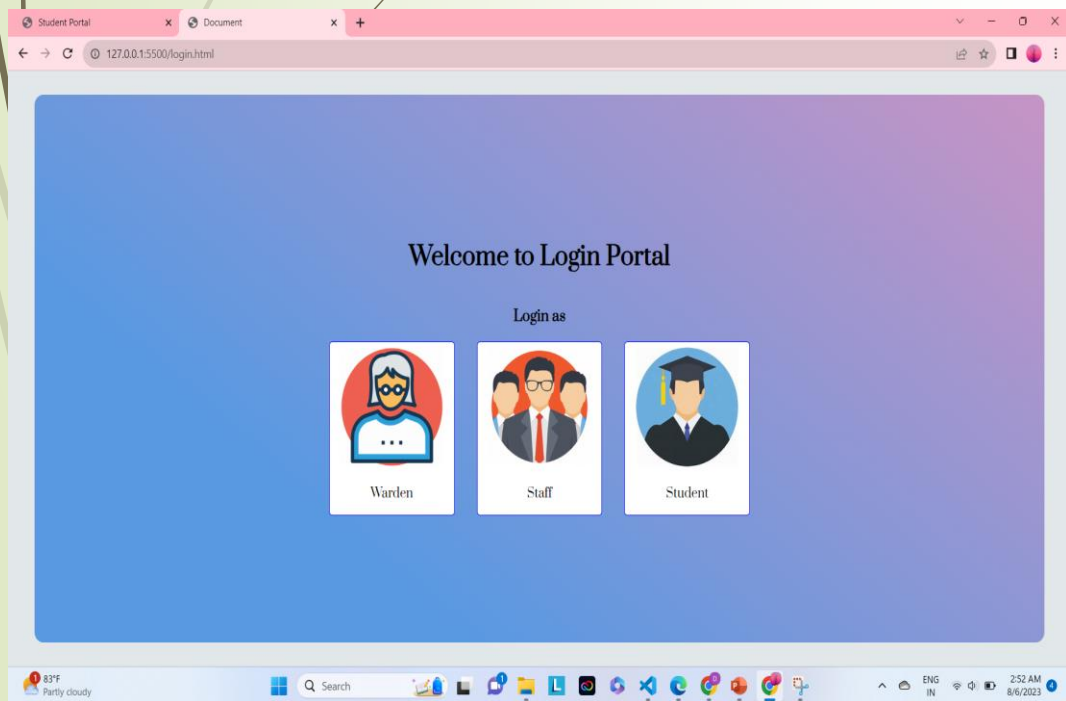 Student Portal
Document
127.0.0.1:5500/login.html
Welcome to Login Portal
Login as
Warden
Staff
Student
1
83°F
Partly cloudy
Search
L
ENG
IN
2:52 AM
8/6/2023